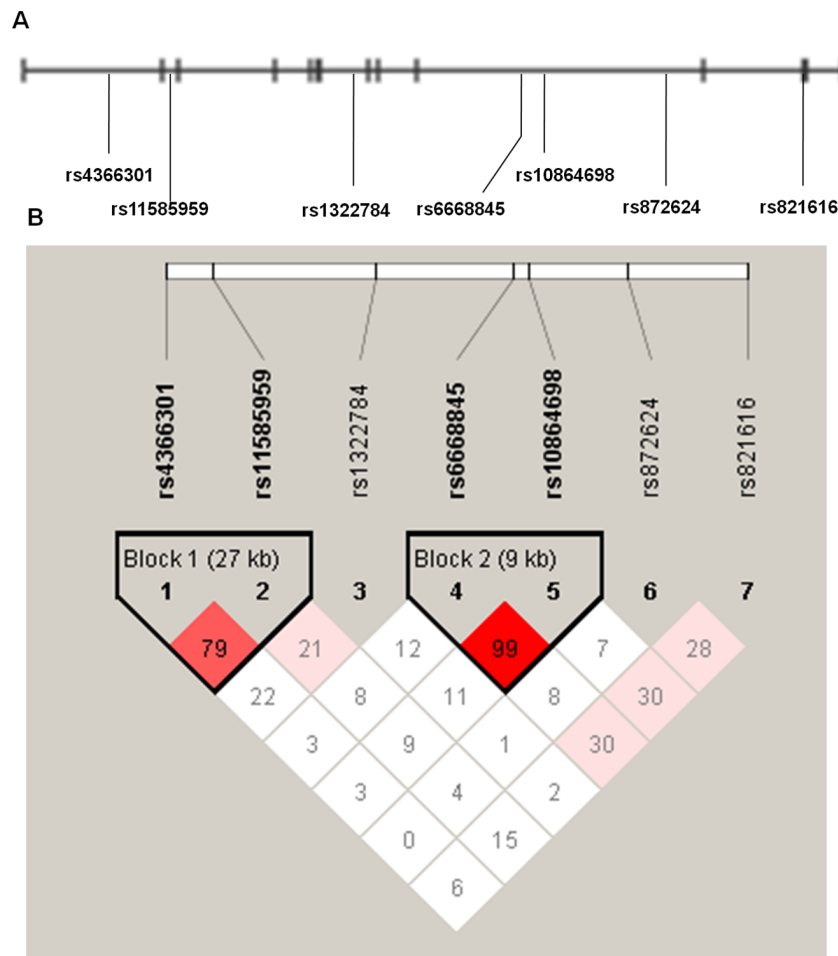 A
rs4366301
rs10864698
rs11585959
rs1322784
rs6668845
rs872624
rs821616
B
rs4366301
rs11585959
rs1322784
rs6668845
rs10864698
rs872624
rs821616
Block 1 (27 kb)
Block 2 (9 kb)
1 2 3 4 5 6 7
79 21 12 99 7 28
22 8 11 8 30
3 9 1 30
3 4 2
0 15
6